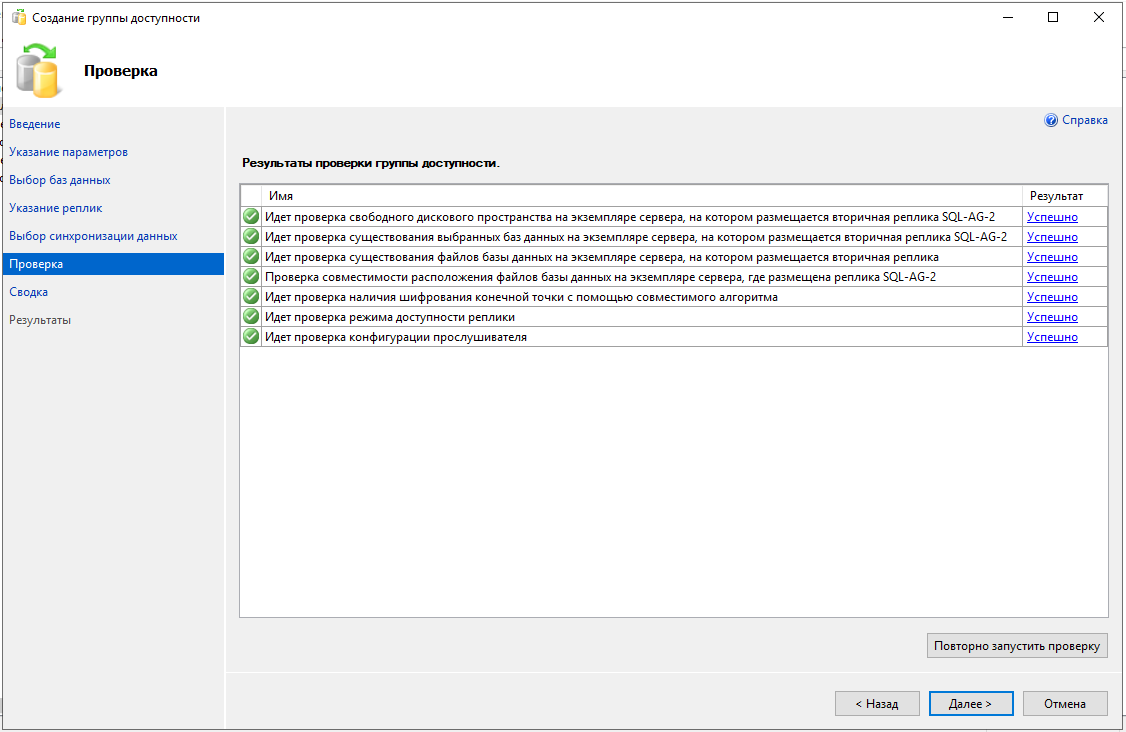 Создание группы доступности
Проверка
Введение
Указание параметров
Выбор баз данных
Указание реплик
Выбор синхронизации данных
Проверка
Сводка
Результаты
Справка
Результаты проверки группы доступности.
Имя Результат
Идет проверка свободного дискового пространства на экземпляре сервера, на котором размещается вторичная реплика SQL-AG-2 Успешно
Идет проверка существования выбранных баз данных на экземпляре сервера, на котором размещается вторичная реплика SQL-AG-2 Успешно
Идет проверка существования файлов базы данных на экземпляре сервера, на котором размещается вторичная реплика Успешно
Проверка совместимости расположения файлов базы данных на экземпляре сервера, где размещена реплика SQL-AG-2 Успешно
Идет проверка наличия шифрования конечной точки с помощью совместимого алгоритма Успешно
Идет проверка режима доступности реплики Успешно
Идет проверка конфигурации прослушивателя Успешно
Повторно запустить проверку
< Назад Далее > Отмена